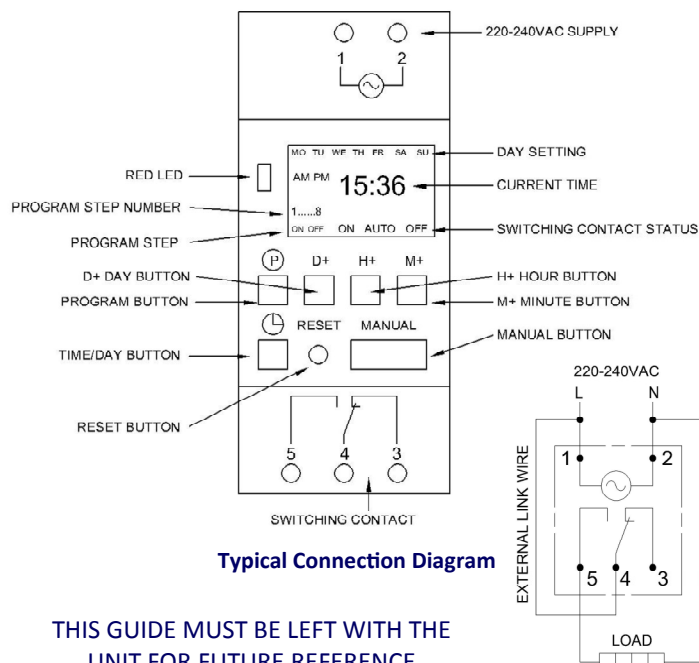 220-240VAC SUPPLY
1 2
MO TU WE TH FR SA SU
DAY SETTING
RED LED
AM PM
15:36
CURRENT TIME
PROGRAM STEP NUMBER
1......8
ON OFF ON AUTO OFF
SWITCHING CONTACT STATUS
PROGRAM STEP
P D+ H+ M+
D+ DAY BUTTON
H+ HOUR BUTTON
PROGRAM BUTTON
M+ MINUTE BUTTON
RESET MANUAL
MANUAL BUTTON
TIME/DAY BUTTON
220-240VAC
L N
RESET BUTTON
5 4 3
1 2
EXTERNAL LINK WIRE
SWITCHING CONTACT
Typical Connection Diagram
5 4 3
THIS GUIDE MUST BE LEFT WITH THE
UNIT FOR FUTURE REFERENCE
LOAD